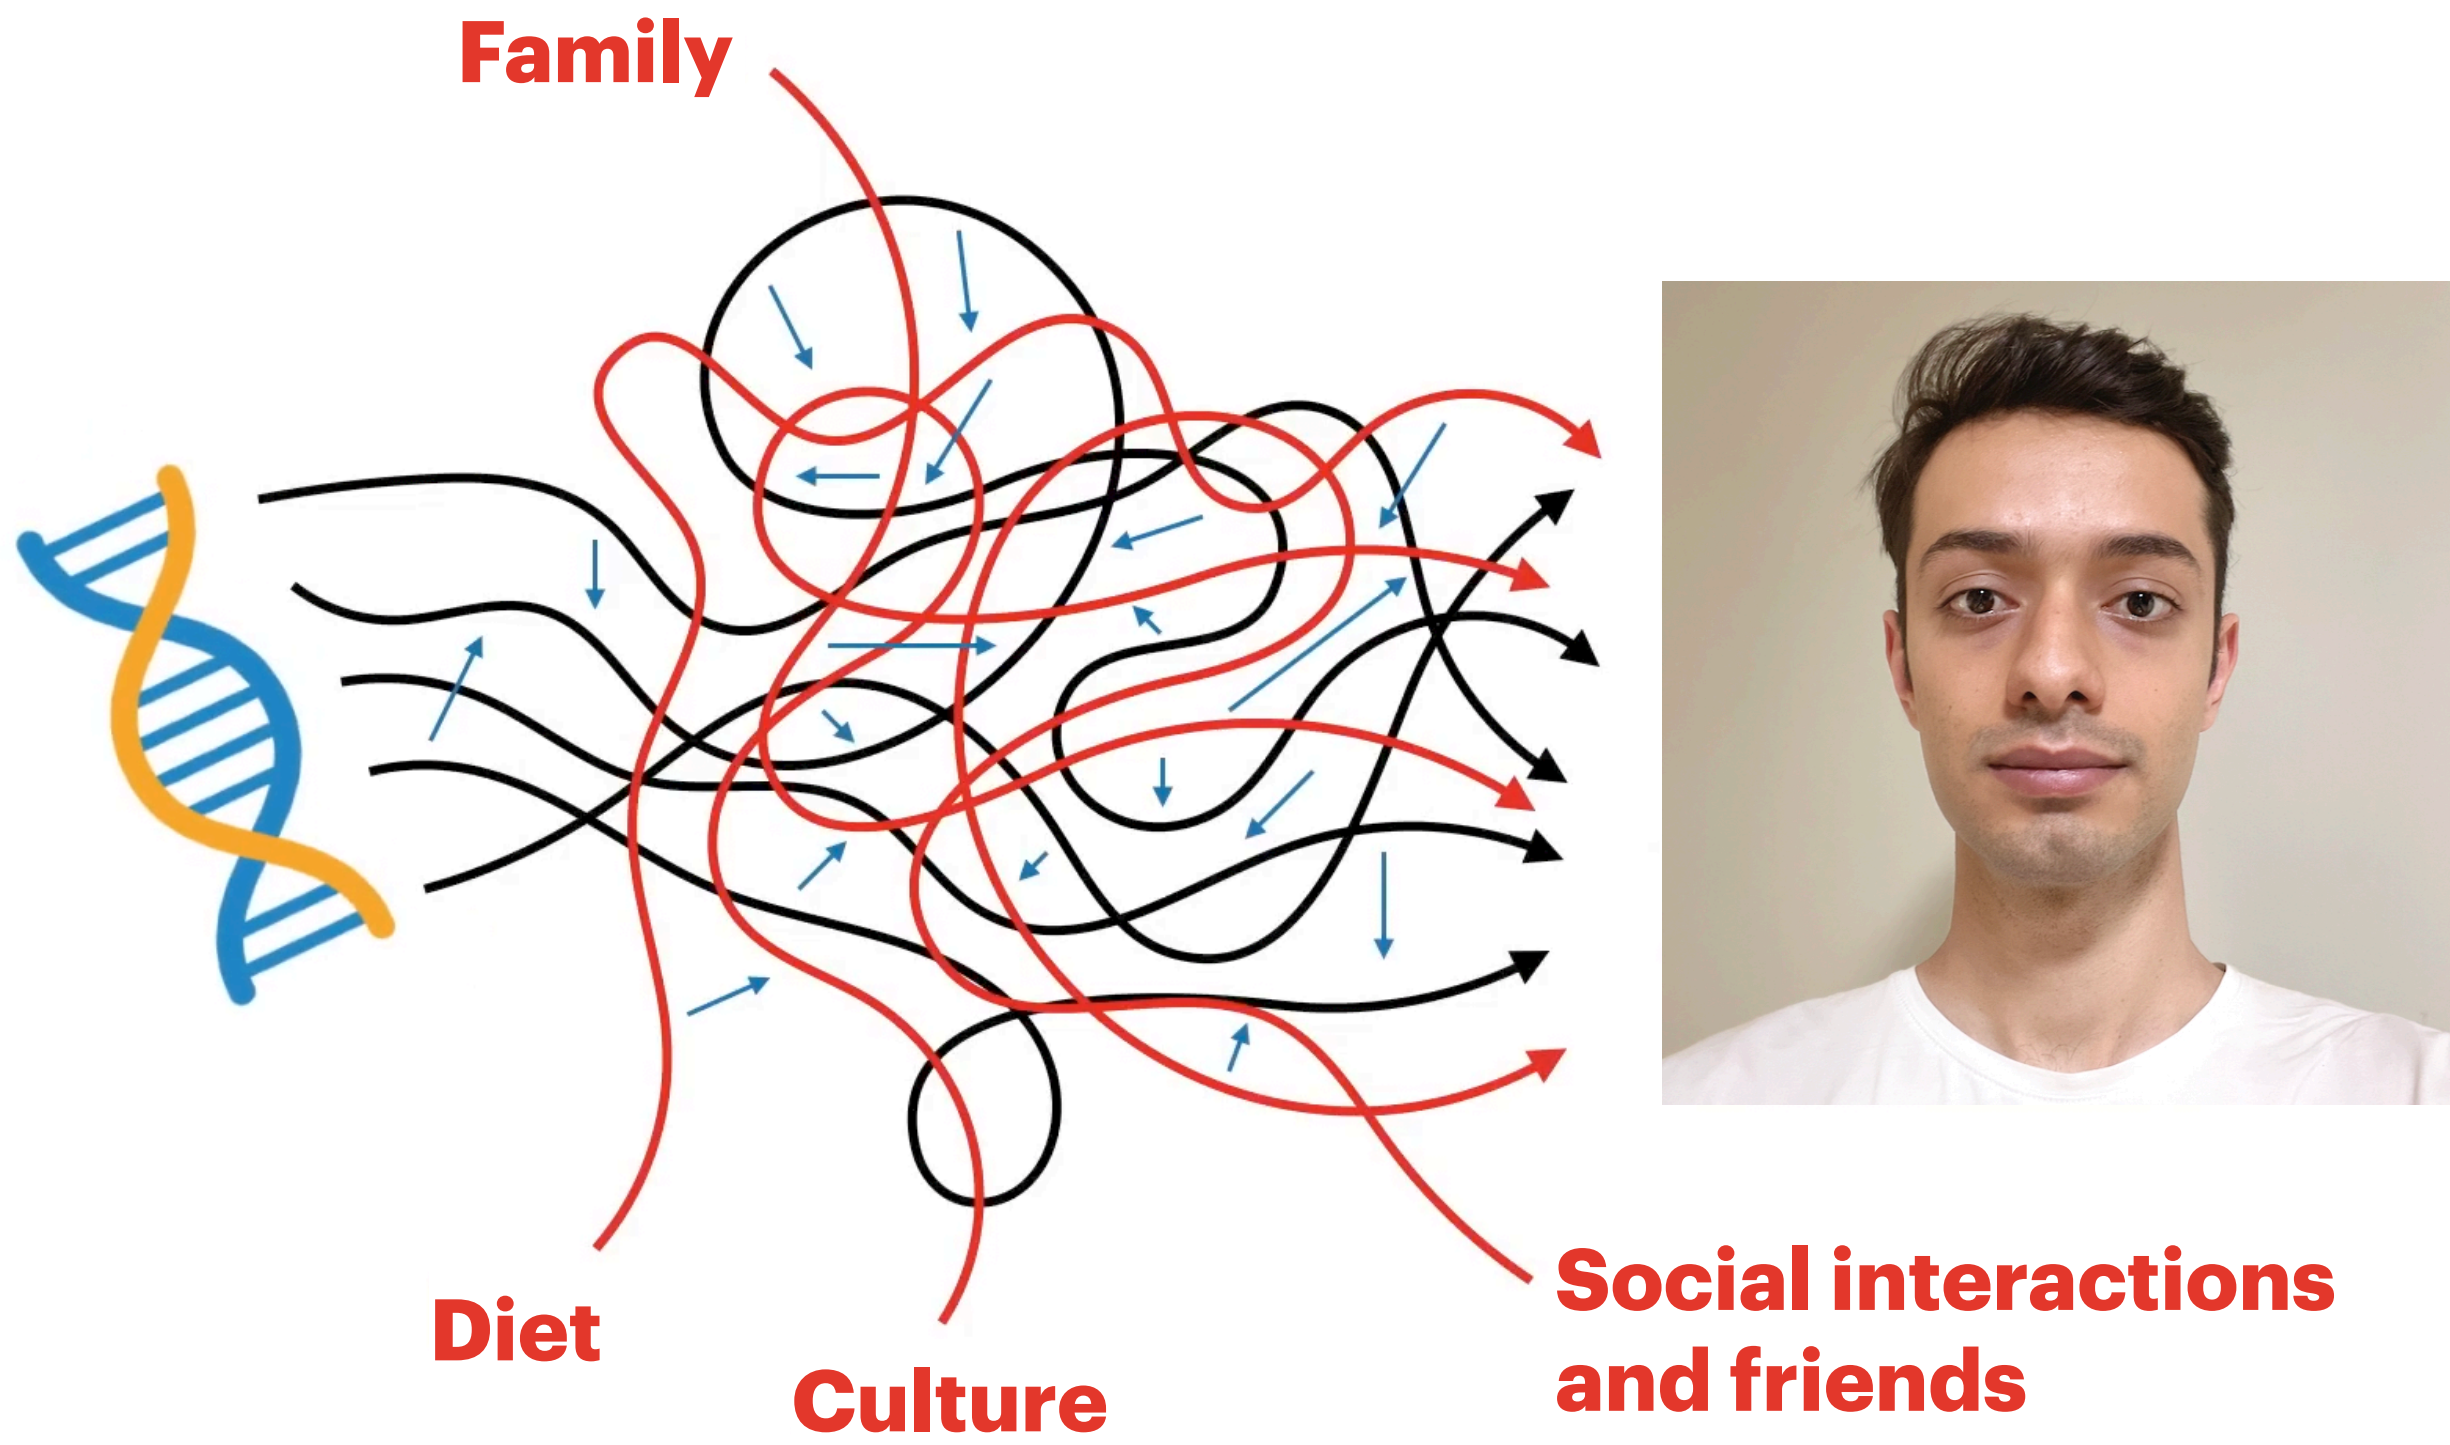 Family
Diet
Culture
Social interactions
and friends